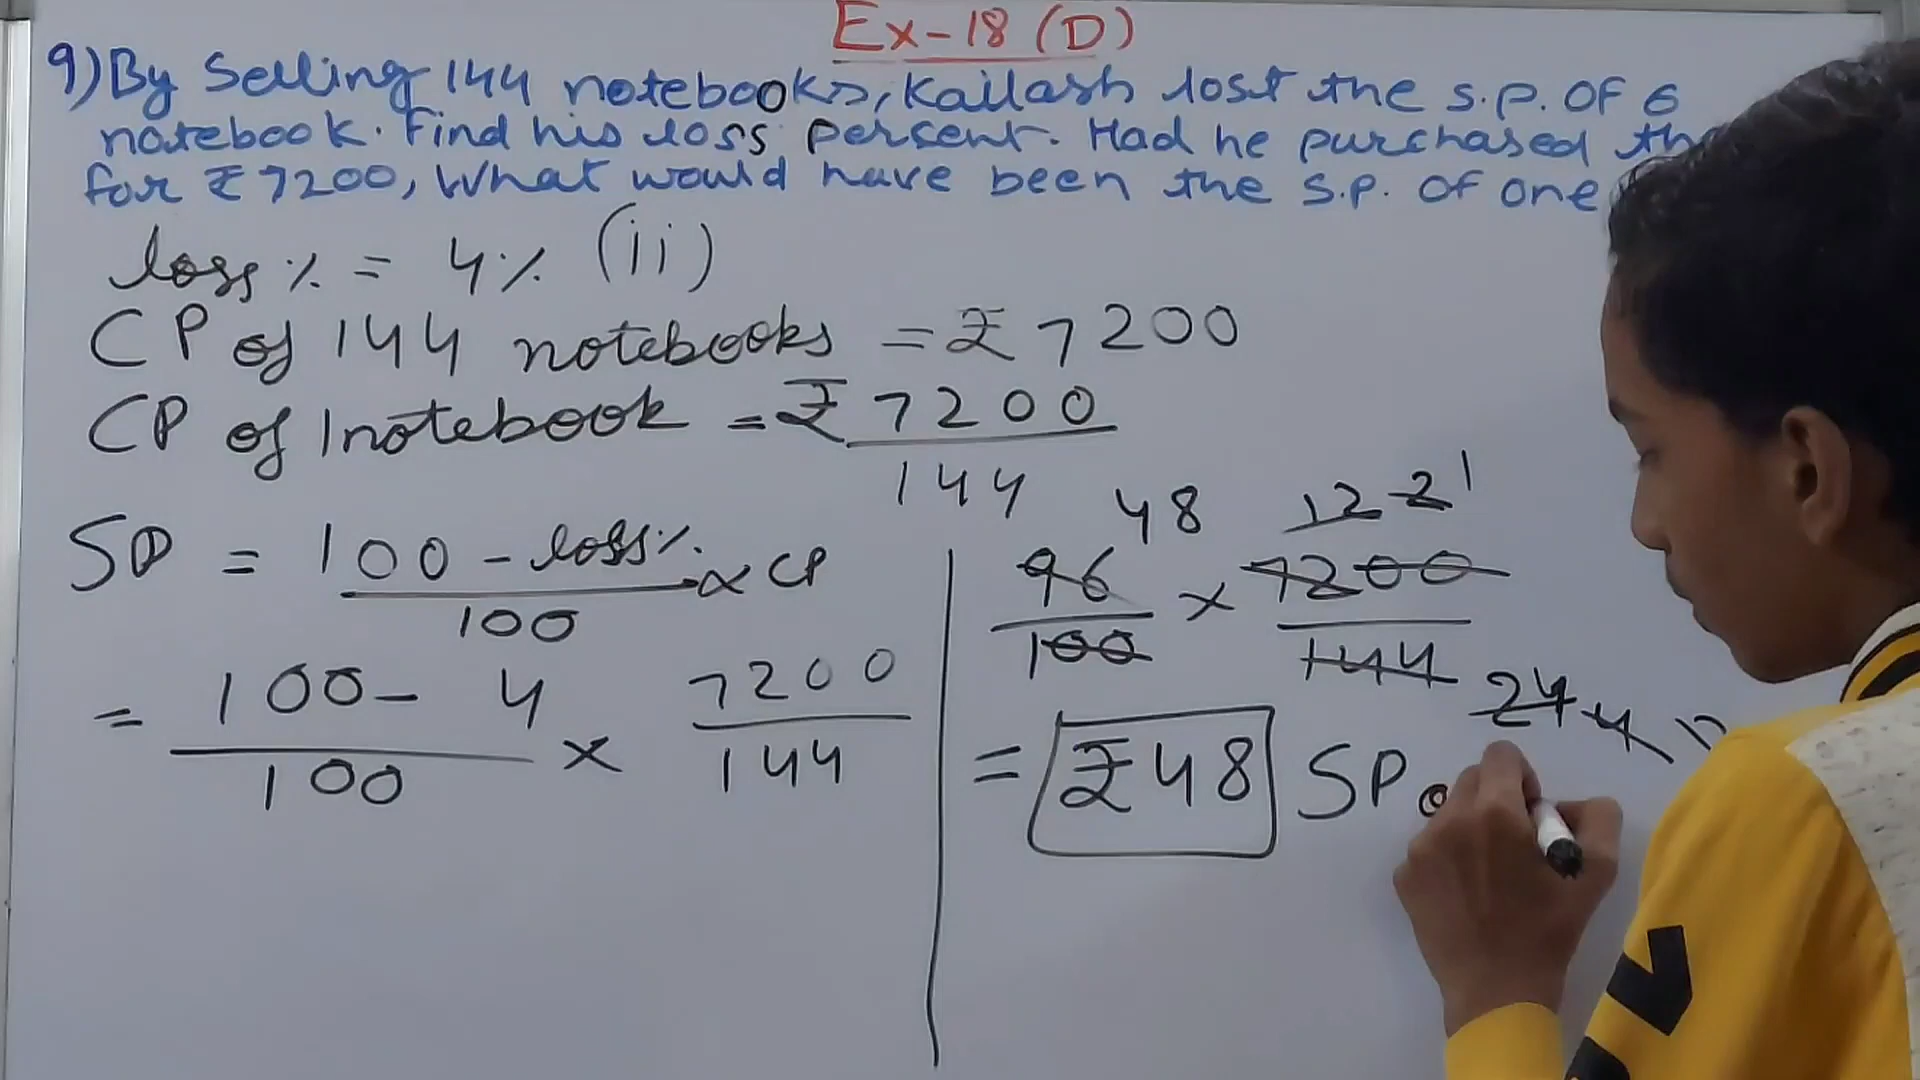 Ex-18 (D)
9) By Selling 144 notebooks, Kailash lost the s.p. OF 6
notebook. Find his loss percent. Had he purchased
for ₹7200, What would have been the S.P. OF one
loss % = 4% (ii)
CP of 144 notebooks = ₹7200
CP of 1 notebook = ₹ 7200
144
SP = 100 - loss% × CP
100
= 100 - 4 × 7200
100 144
48 12 2 1
96 × 7200
100 144 24 4
= ₹48 SP